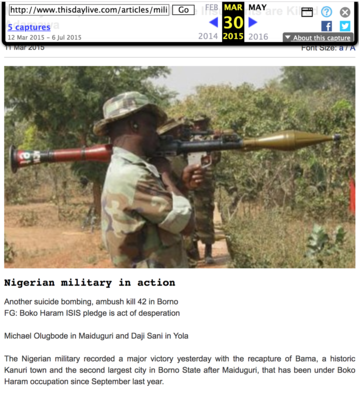 http://www.thisdaylive.com/articles/mili Go FEB MAR MAY
30
5 captures 2014 2015 2016
12 Mar 2015 – 6 Jul 2015 About this capture
11 Mar 2015 Font Size: a / A
Nigerian military in action
Another suicide bombing, ambush kill 42 in Borno
FG: Boko Haram ISIS pledge is act of desperation
Michael Olugbode in Maiduguri and Daji Sani in Yola
The Nigerian military recorded a major victory yesterday with the recapture of Bama, a historic
Kanuri town and the second largest city in Borno State after Maiduguri, that has been under Boko
Haram occupation since September last year.